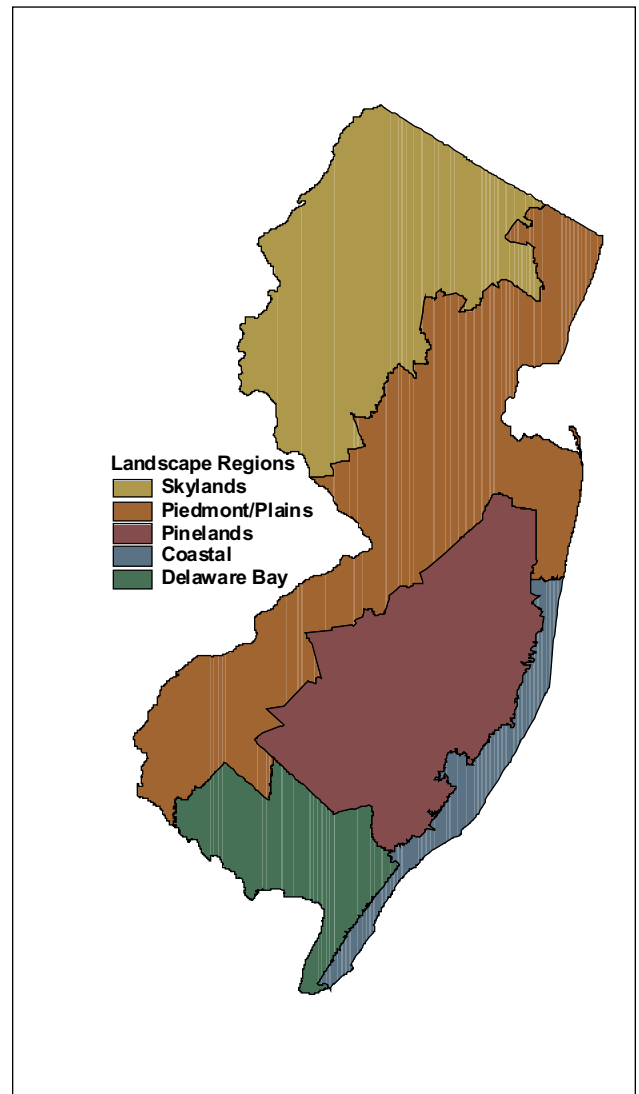 Landscape Regions
Skylands
Piedmont/Plains
Pinelands
Coastal
Delaware Bay